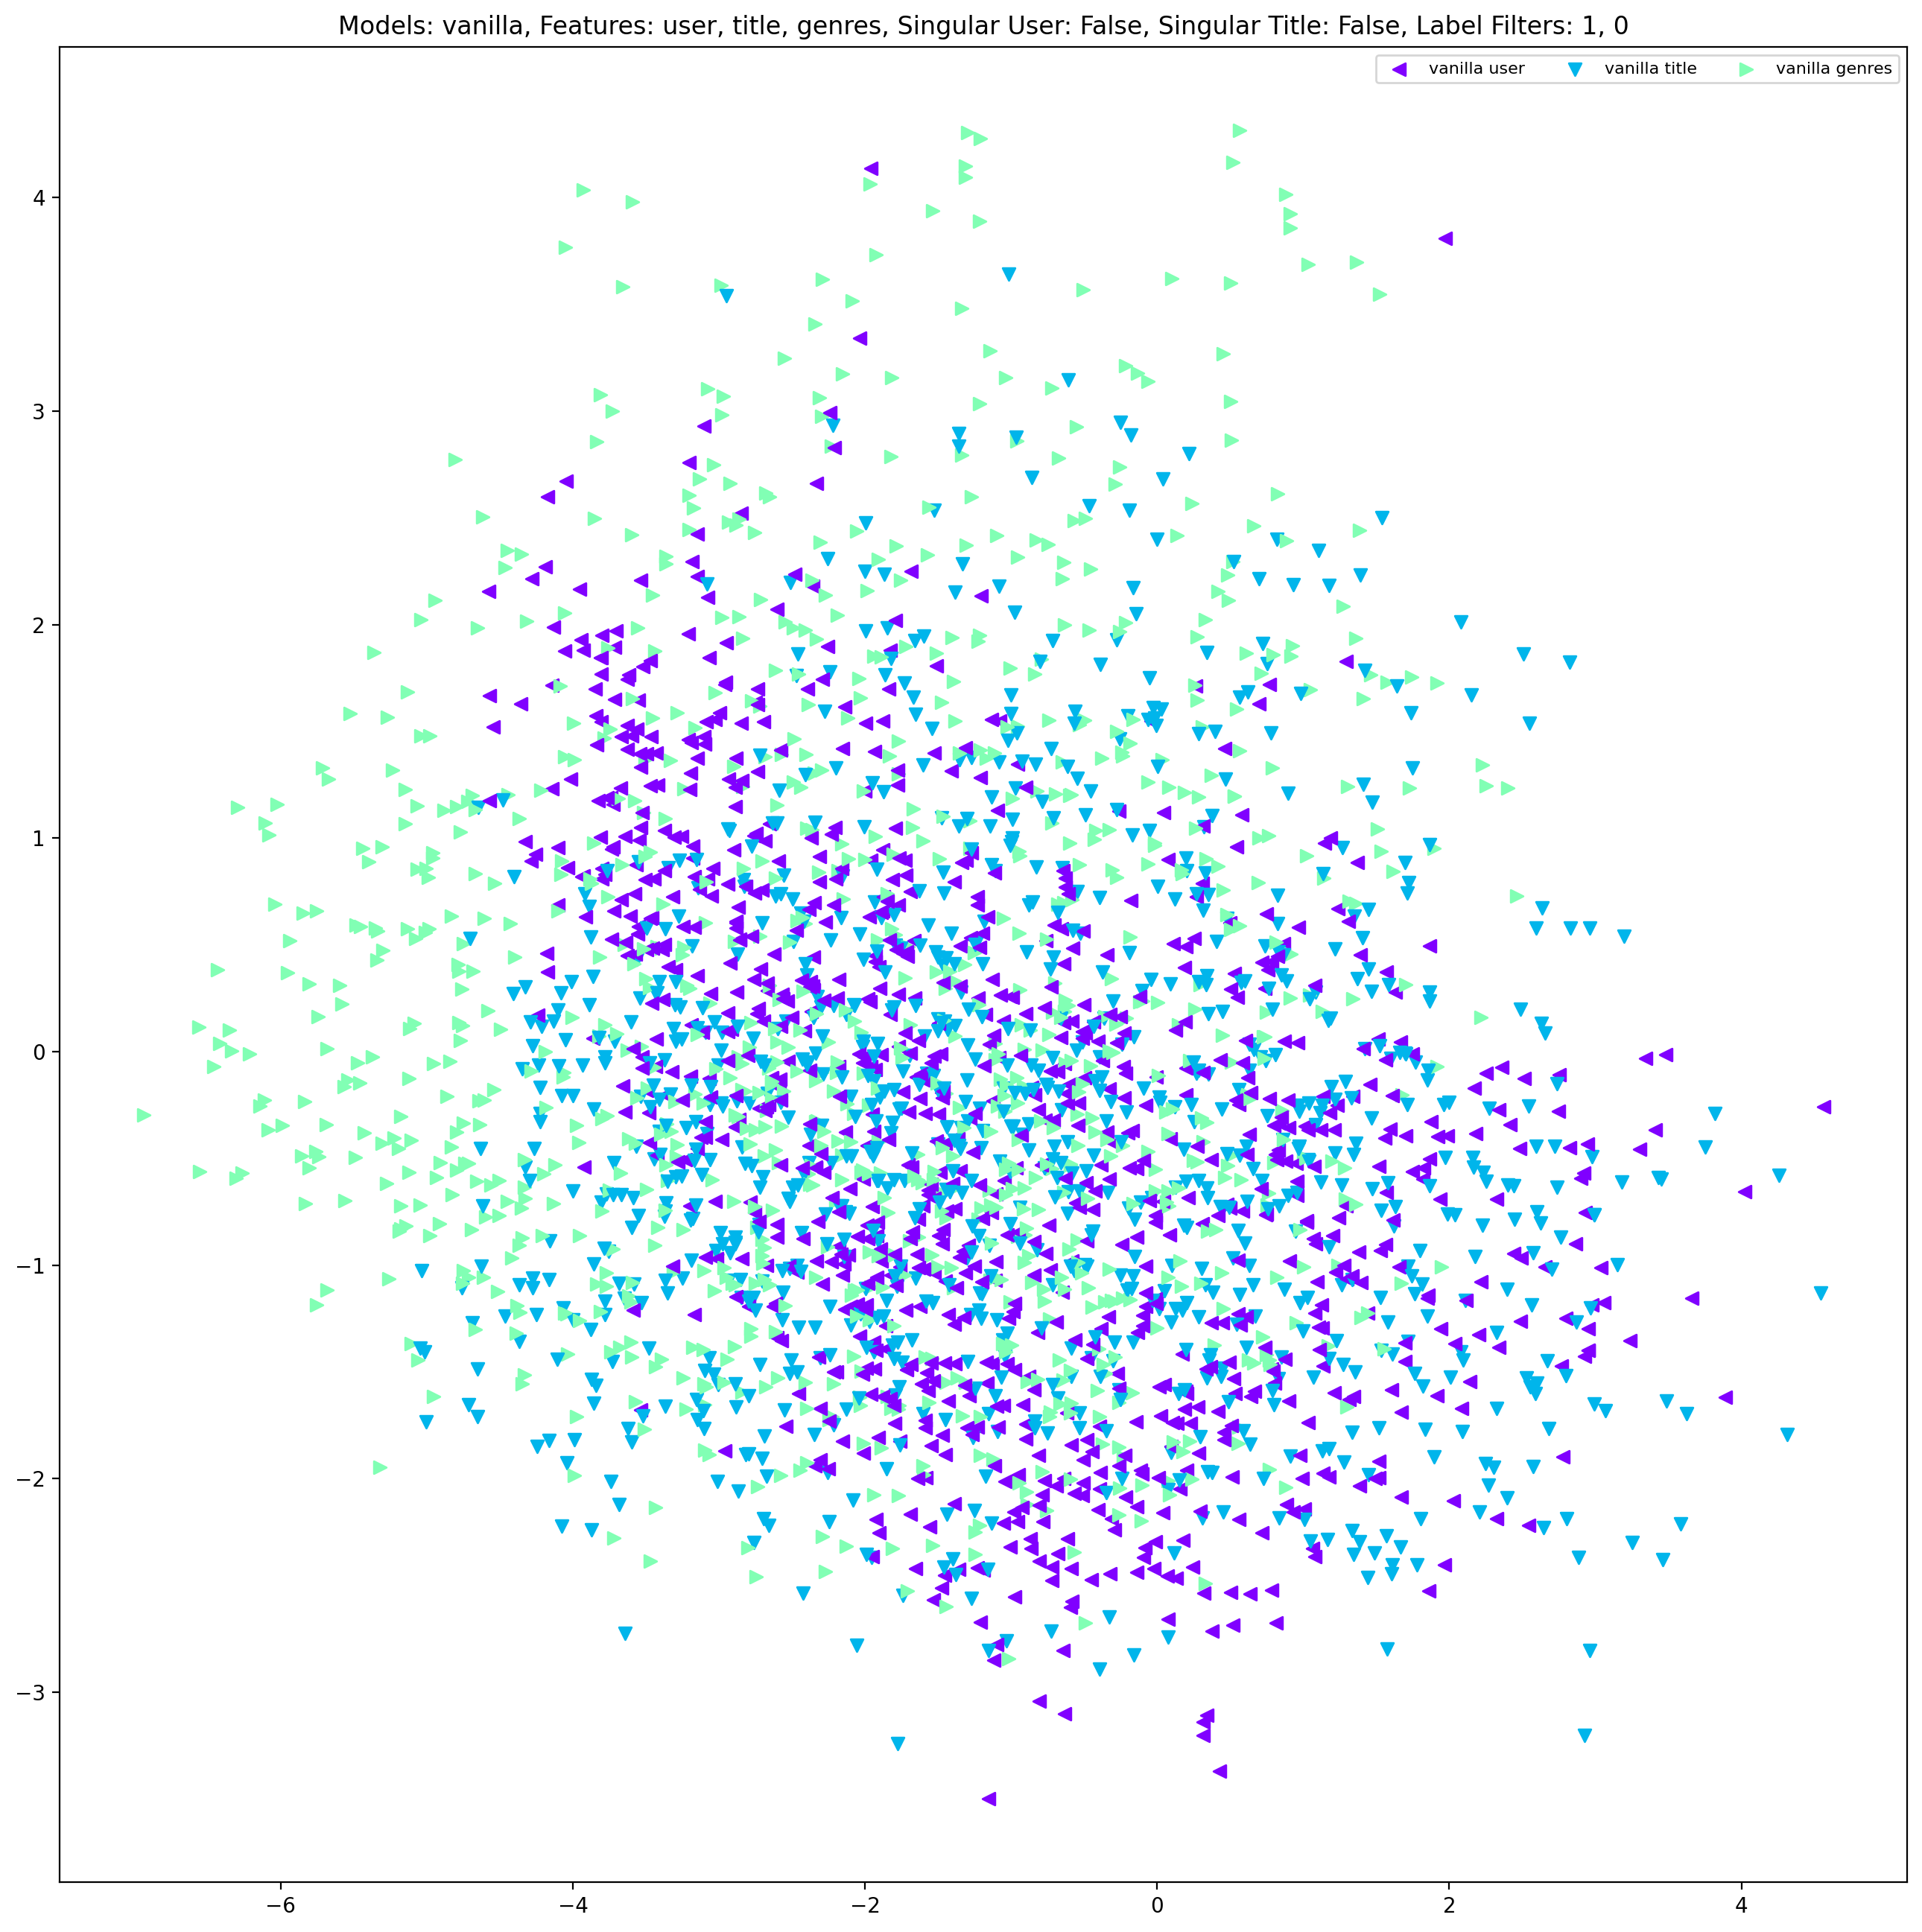 Models: vanilla, Features: user, title, genres, Singular User: False, Singular Title: False, Label Filters: 1, 0
vanilla user vanilla title vanilla genres
4
3
2
1
0
−1
−2
−3
−6 −4 −2 0 2 4